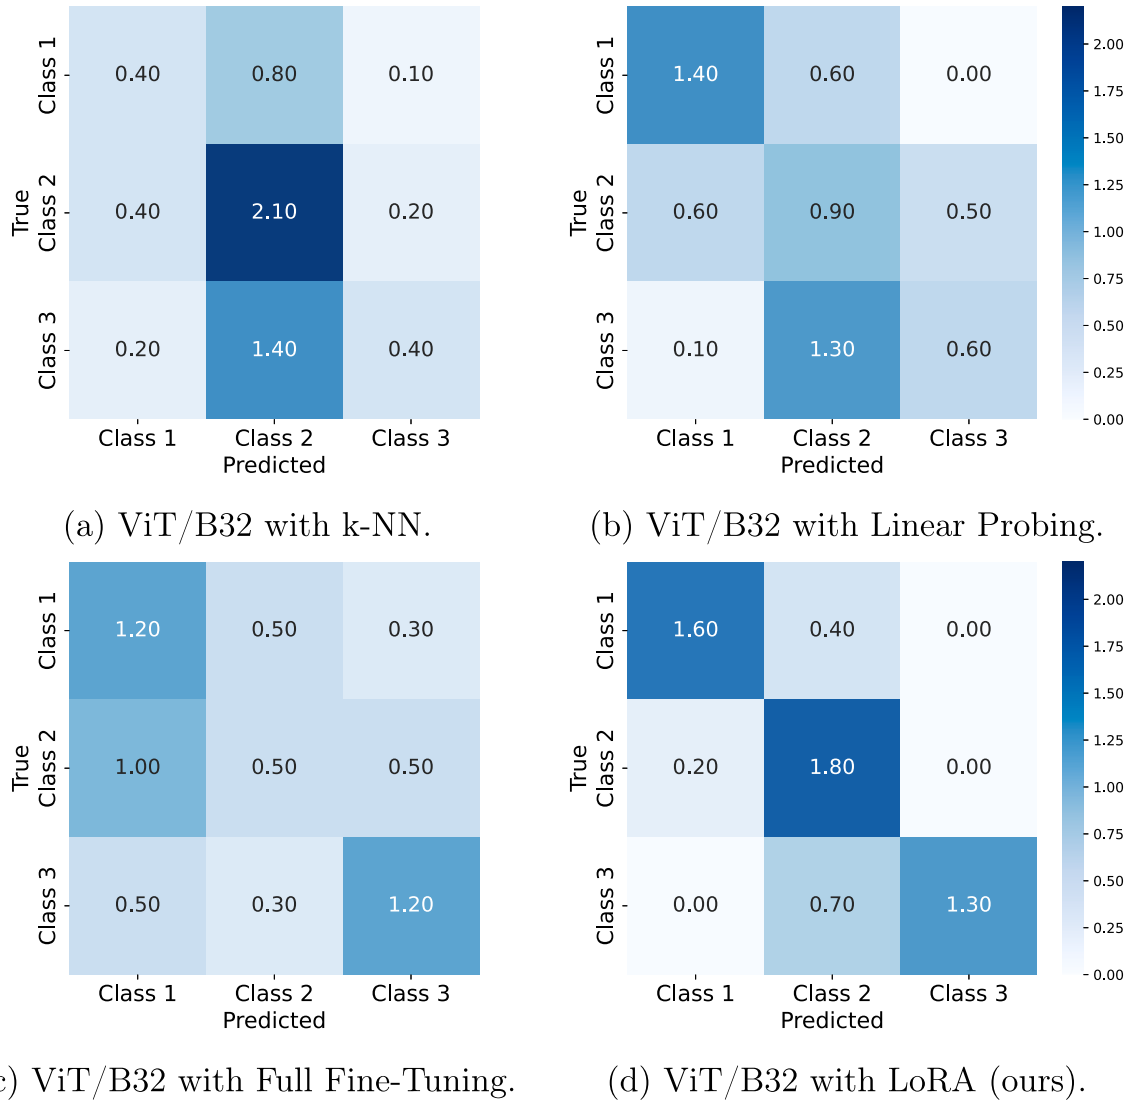 Class 1
0.40 0.80 0.10
True
Class 2
0.40 2.10 0.20
Class 3
0.20 1.40 0.40
Class 1 Class 2 Class 3
Predicted
(a) ViT/B32 with k-NN.
Class 1
1.40 0.60 0.00
True
Class 2
0.60 0.90 0.50
Class 3
0.10 1.30 0.60
Class 1 Class 2 Class 3
Predicted
2.00
1.75
1.50
1.25
1.00
0.75
0.50
0.25
0.00
(b) ViT/B32 with Linear Probing.
Class 1
1.20 0.50 0.30
True
Class 2
1.00 0.50 0.50
Class 3
0.50 0.30 1.20
Class 1 Class 2 Class 3
Predicted
c) ViT/B32 with Full Fine-Tuning.
Class 1
1.60 0.40 0.00
True
Class 2
0.20 1.80 0.00
Class 3
0.00 0.70 1.30
Class 1 Class 2 Class 3
Predicted
2.00
1.75
1.50
1.25
1.00
0.75
0.50
0.25
0.00
(d) ViT/B32 with LoRA (ours).